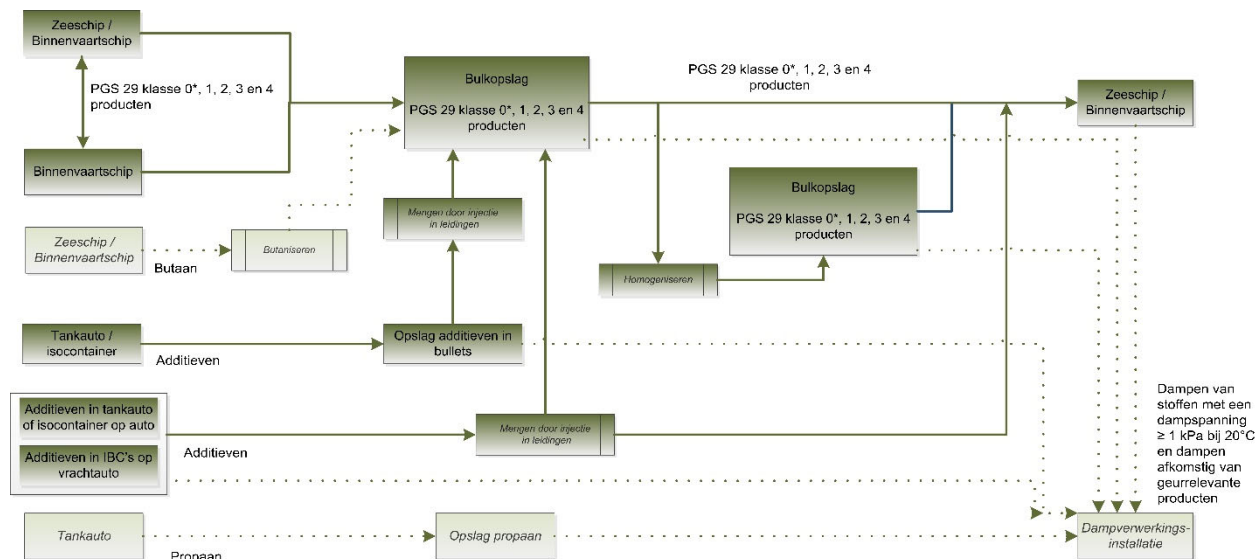 Zeeschip /
Binnenvaartschip
PGS 29 klasse 0*, 1, 2, 3 en 4
producten
Binnenvaartschip
Bulkopslag
PGS 29 klasse 0*, 1, 2, 3 en 4
producten
PGS 29 klasse 0*, 1, 2, 3 en 4
producten
Zeeschip /
Binnenvaartschip
Bulkopslag
PGS 29 klasse 0*, 1, 2, 3 en 4
producten
Mengen door injectie
in leidingen
Zeeschip /
Binnenvaartschip
Butaan
Butaniseren
Homogeniseren
Tankauto /
isocontainer
Additieven
Opslag additieven in
bullets
Additieven in tankauto
of isocontainer op auto
Additieven in IBC's op
vrachtauto
Additieven
Mengen door injectie
in leidingen
Dampen van
stoffen met een
dampspanning
≥ 1 kPa bij 20°C
en dampen
afkomstig van
geurrelevante
producten
Tankauto
Propaan
Opslag propaan
Dampverwerkings-
installatie